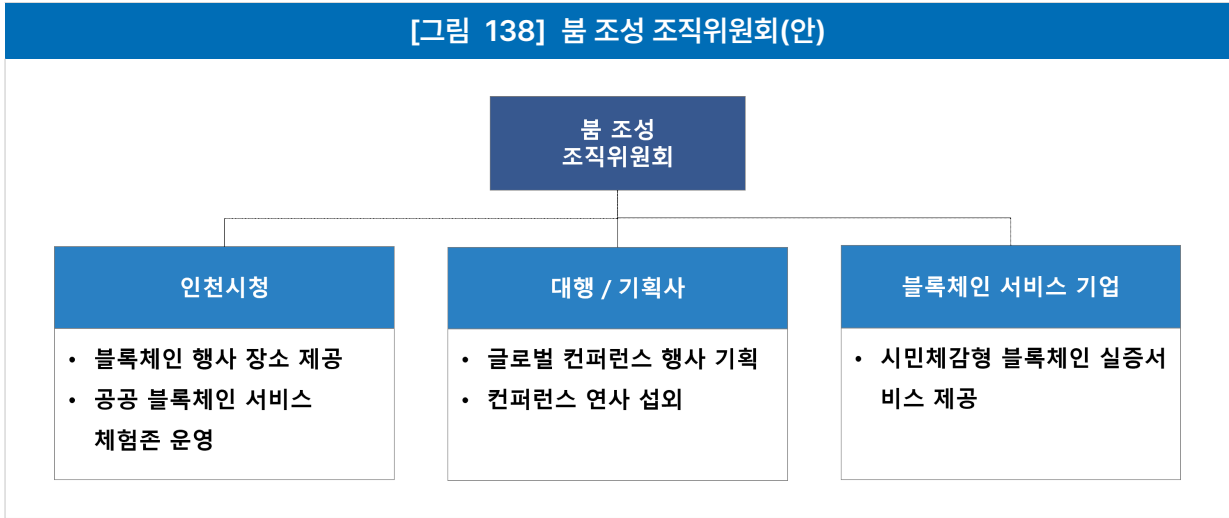 [그림 138] 붐 조성 조직위원회(안)
붐 조성
조직위원회
인천시청
• 블록체인 행사 장소 제공
• 공공 블록체인 서비스
체험존 운영
대행 / 기획사
• 글로벌 컨퍼런스 행사 기획
• 컨퍼런스 연사 섭외
블록체인 서비스 기업
• 시민체감형 블록체인 실증서
비스 제공